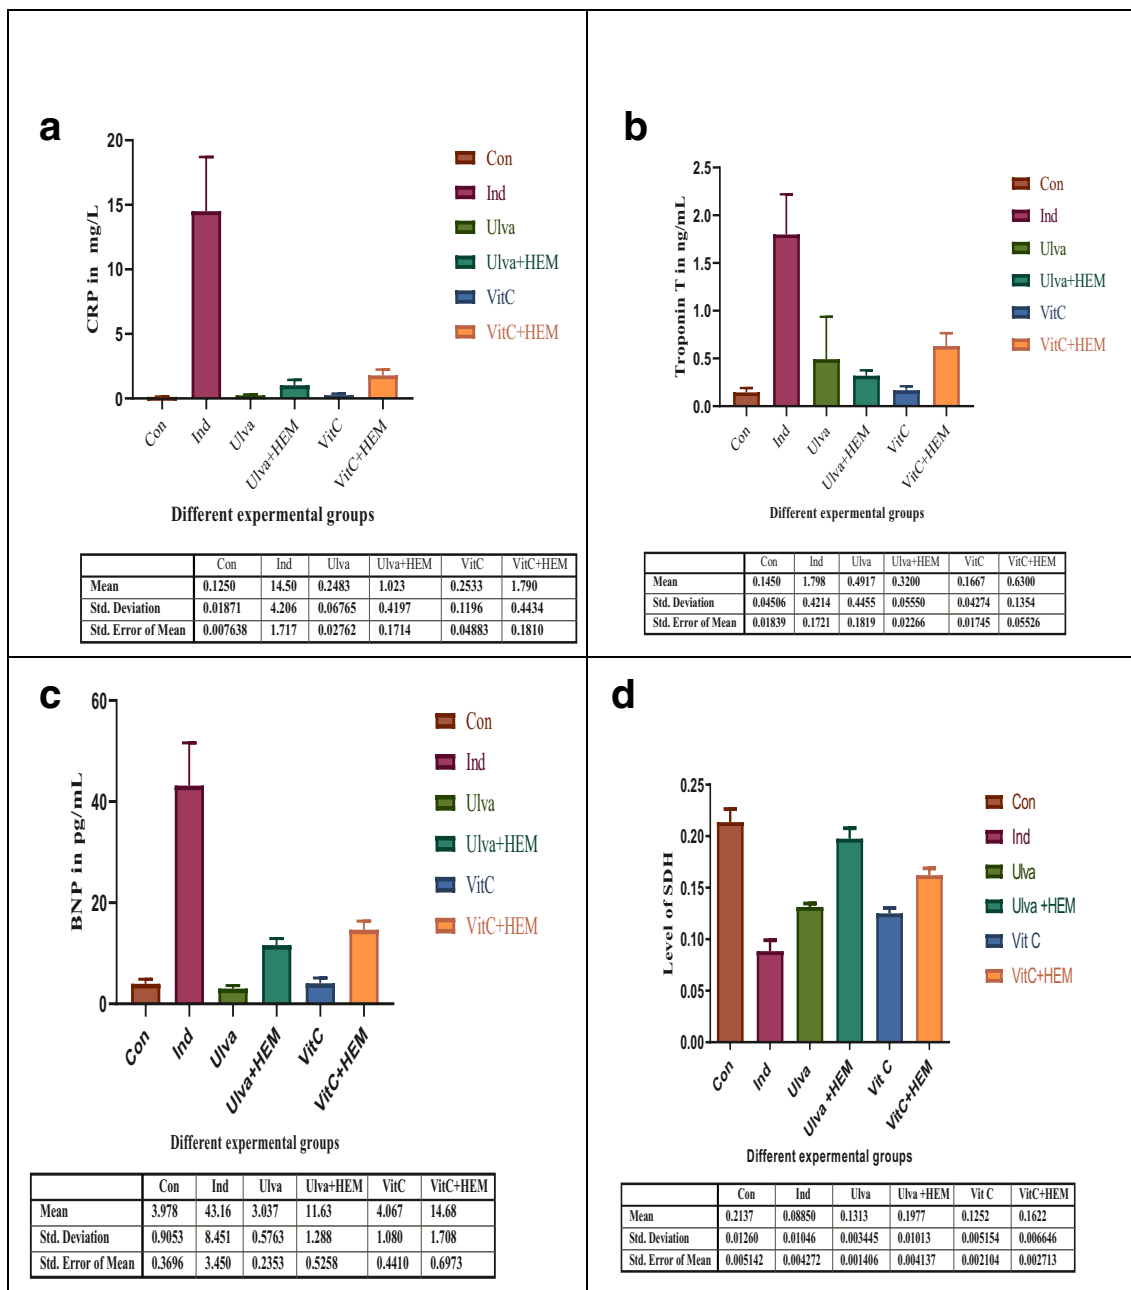 a
20
15
10
5
0
CRP in mg/L
Con
Ind
Ulva
Ulva+HEM
VitC
VitC+HEM
Con
Ind
Ulva
Ulva+HEM
VitC
VitC+HEM
Different expermental groups
Con Ind Ulva Ulva+HEM VitC VitC+HEM
Mean 0.1250 14.50 0.2483 1.023 0.2533 1.790
Std. Deviation 0.01871 4.206 0.06765 0.4197 0.1196 0.4434
Std. Error of Mean 0.007638 1.717 0.02762 0.1714 0.04883 0.1810
b
2.5
2.0
1.5
1.0
0.5
0.0
Troponin T in ng/mL
Con
Ind
Ulva
Ulva+HEM
VitC
VitC+HEM
Con
Ind
Ulva
Ulva+HEM
VitC
VitC+HEM
Different expermental groups
Con Ind Ulva Ulva+HEM VitC VitC+HEM
Mean 0.1450 1.798 0.4917 0.3200 0.1667 0.6300
Std. Deviation 0.04506 0.4214 0.4455 0.05550 0.04274 0.1354
Std. Error of Mean 0.01839 0.1721 0.1819 0.02266 0.01745 0.05526
c
60
40
20
0
BNP in pg/mL
Con
Ind
Ulva
Ulva+HEM
VitC
VitC+HEM
Con
Ind
Ulva
Ulva+HEM
VitC
VitC+HEM
Different expermental groups
Con Ind Ulva Ulva+HEM VitC VitC+HEM
Mean 3.978 43.16 3.037 11.63 4.067 14.68
Std. Deviation 0.9053 8.451 0.5763 1.288 1.080 1.708
Std. Error of Mean 0.3696 3.450 0.2353 0.5258 0.4410 0.6973
d
0.25
0.20
0.15
0.10
0.05
0.00
Level of SDH
Con
Ind
Ulva
Ulva +HEM
Vit C
VitC+HEM
Con
Ind
Ulva
Ulva +HEM
Vit C
VitC+HEM
Different expermental groups
Con Ind Ulva Ulva +HEM Vit C VitC+HEM
Mean 0.2137 0.08850 0.1313 0.1977 0.1252 0.1622
Std. Deviation 0.01260 0.01046 0.003445 0.01013 0.005154 0.006646
Std. Error of Mean 0.005142 0.004272 0.001406 0.004137 0.002104 0.002713